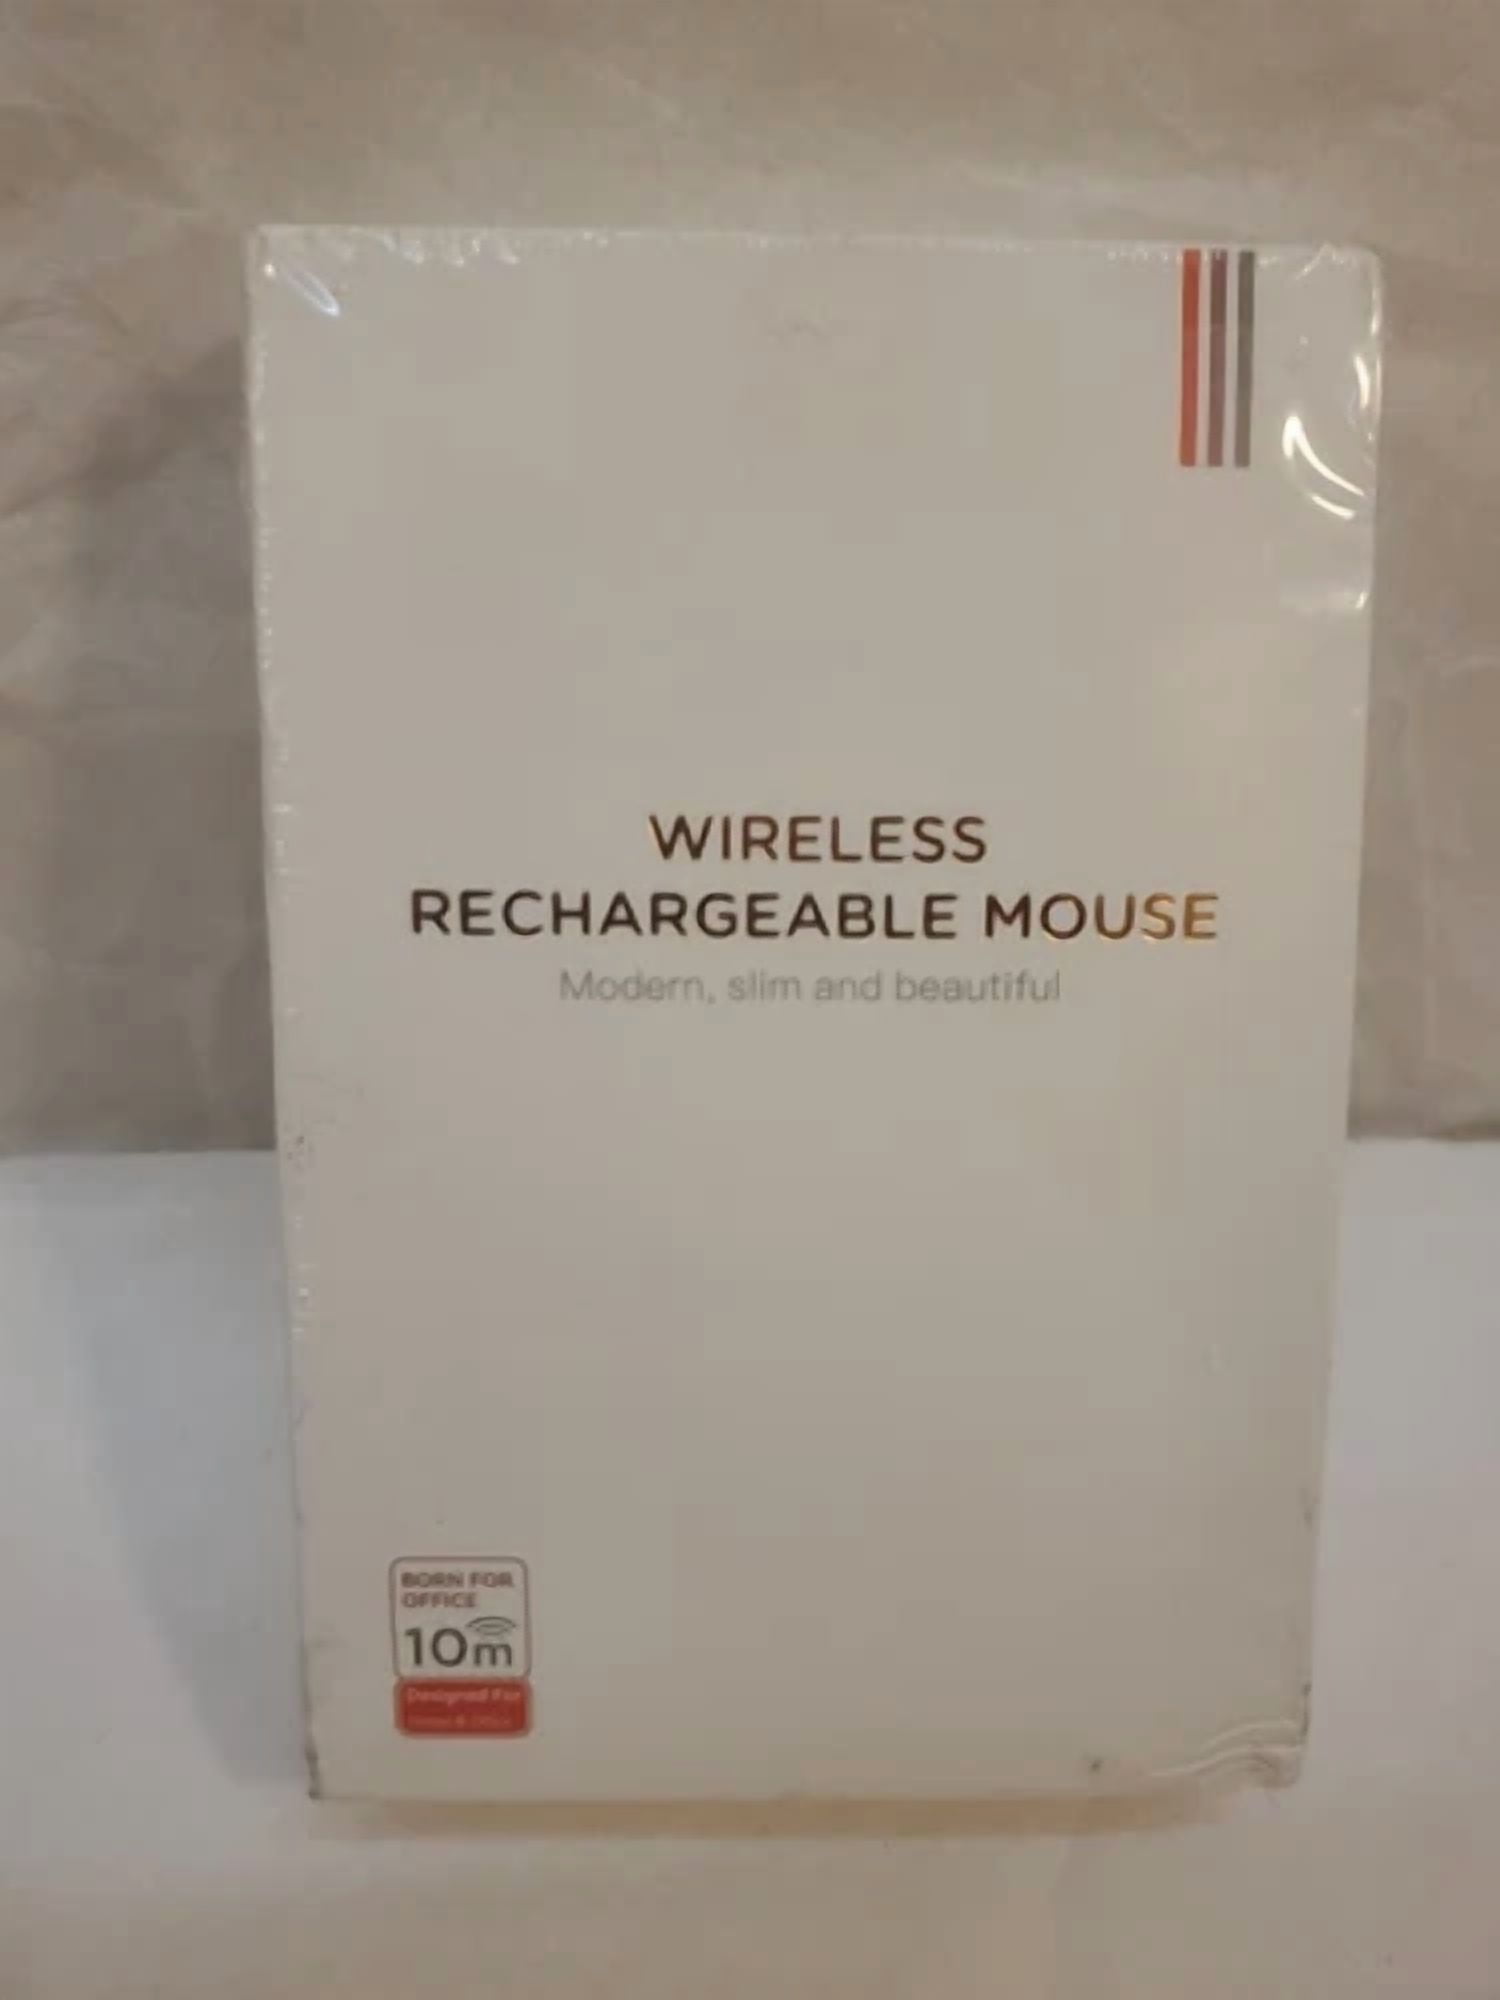 WIRELESS
RECHARGEABLE MOUSE
Modern, slim and beautiful
BORN FOR
OFFICE
10m
Designed For